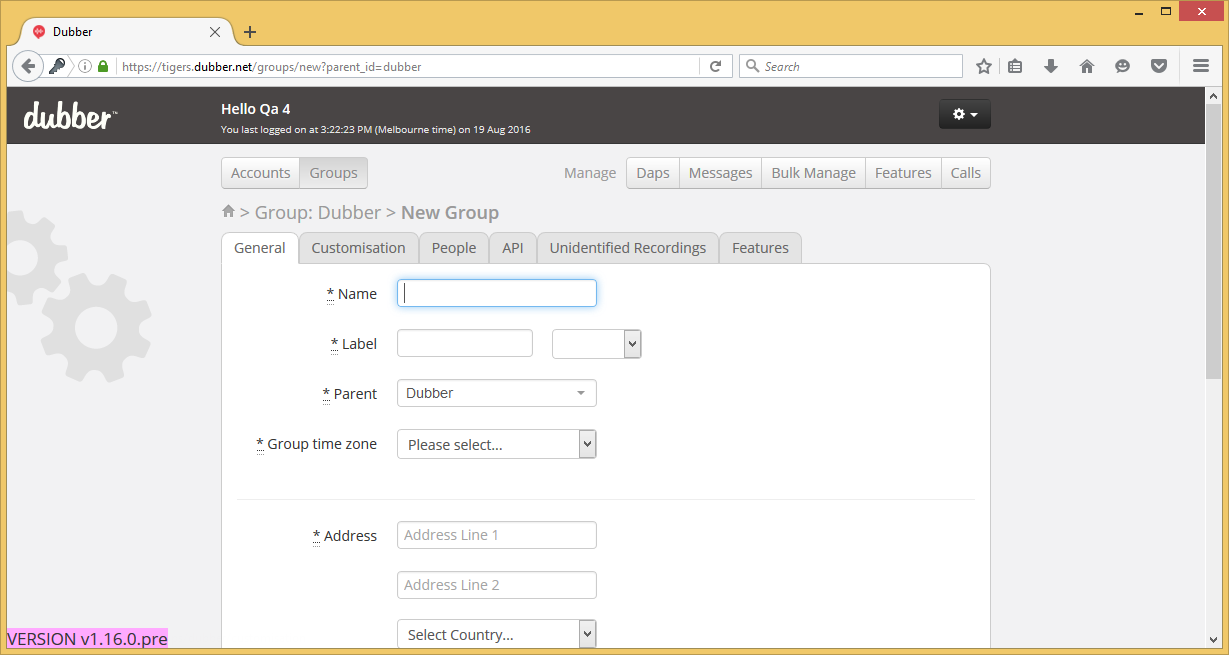 Dubber
https://tigers.dubber.net/groups/new?parent_id=dubber
Search
dubber™
Hello Qa 4
You last logged on at 3:22:23 PM (Melbourne time) on 19 Aug 2016
Accounts Groups Manage Daps Messages Bulk Manage Features Calls
> Group: Dubber > New Group
General Customisation People API Unidentified Recordings Features
* Name
* Label
* Parent Dubber
* Group time zone Please select...
* Address Address Line 1
Address Line 2
Select Country...
VERSION v1.16.0.pre